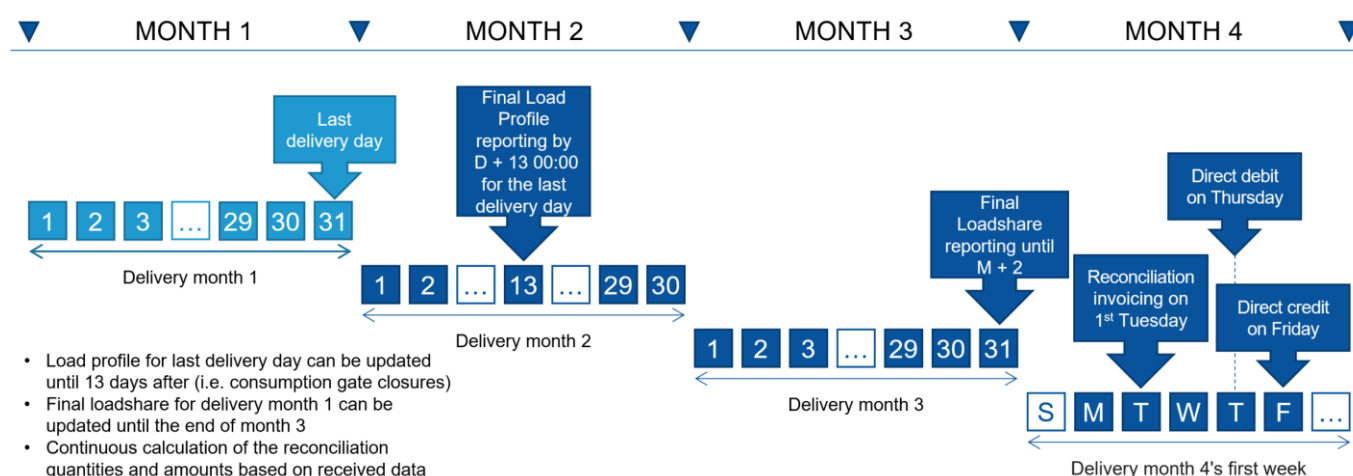 MONTH 1
MONTH 2
MONTH 3
MONTH 4
Last
delivery day
1 2 3 ... 29 30 31
Delivery month 1
Final Load
Profile
reporting by
D + 13 00:00
for the last
delivery day
1 2 ... 13 ... 29 30
Delivery month 2
Final
Loadshare
reporting until
M + 2
1 2 3 ... 29 30 31
Delivery month 3
Direct debit
on Thursday
Reconciliation
invoicing on
1st Tuesday
Direct credit
on Friday
S M T W T F ...
Delivery month 4's first week
• Load profile for last delivery day can be updated
until 13 days after (i.e. consumption gate closures)
• Final loadshare for delivery month 1 can be
updated until the end of month 3
• Continuous calculation of the reconciliation
quantities and amounts based on received data